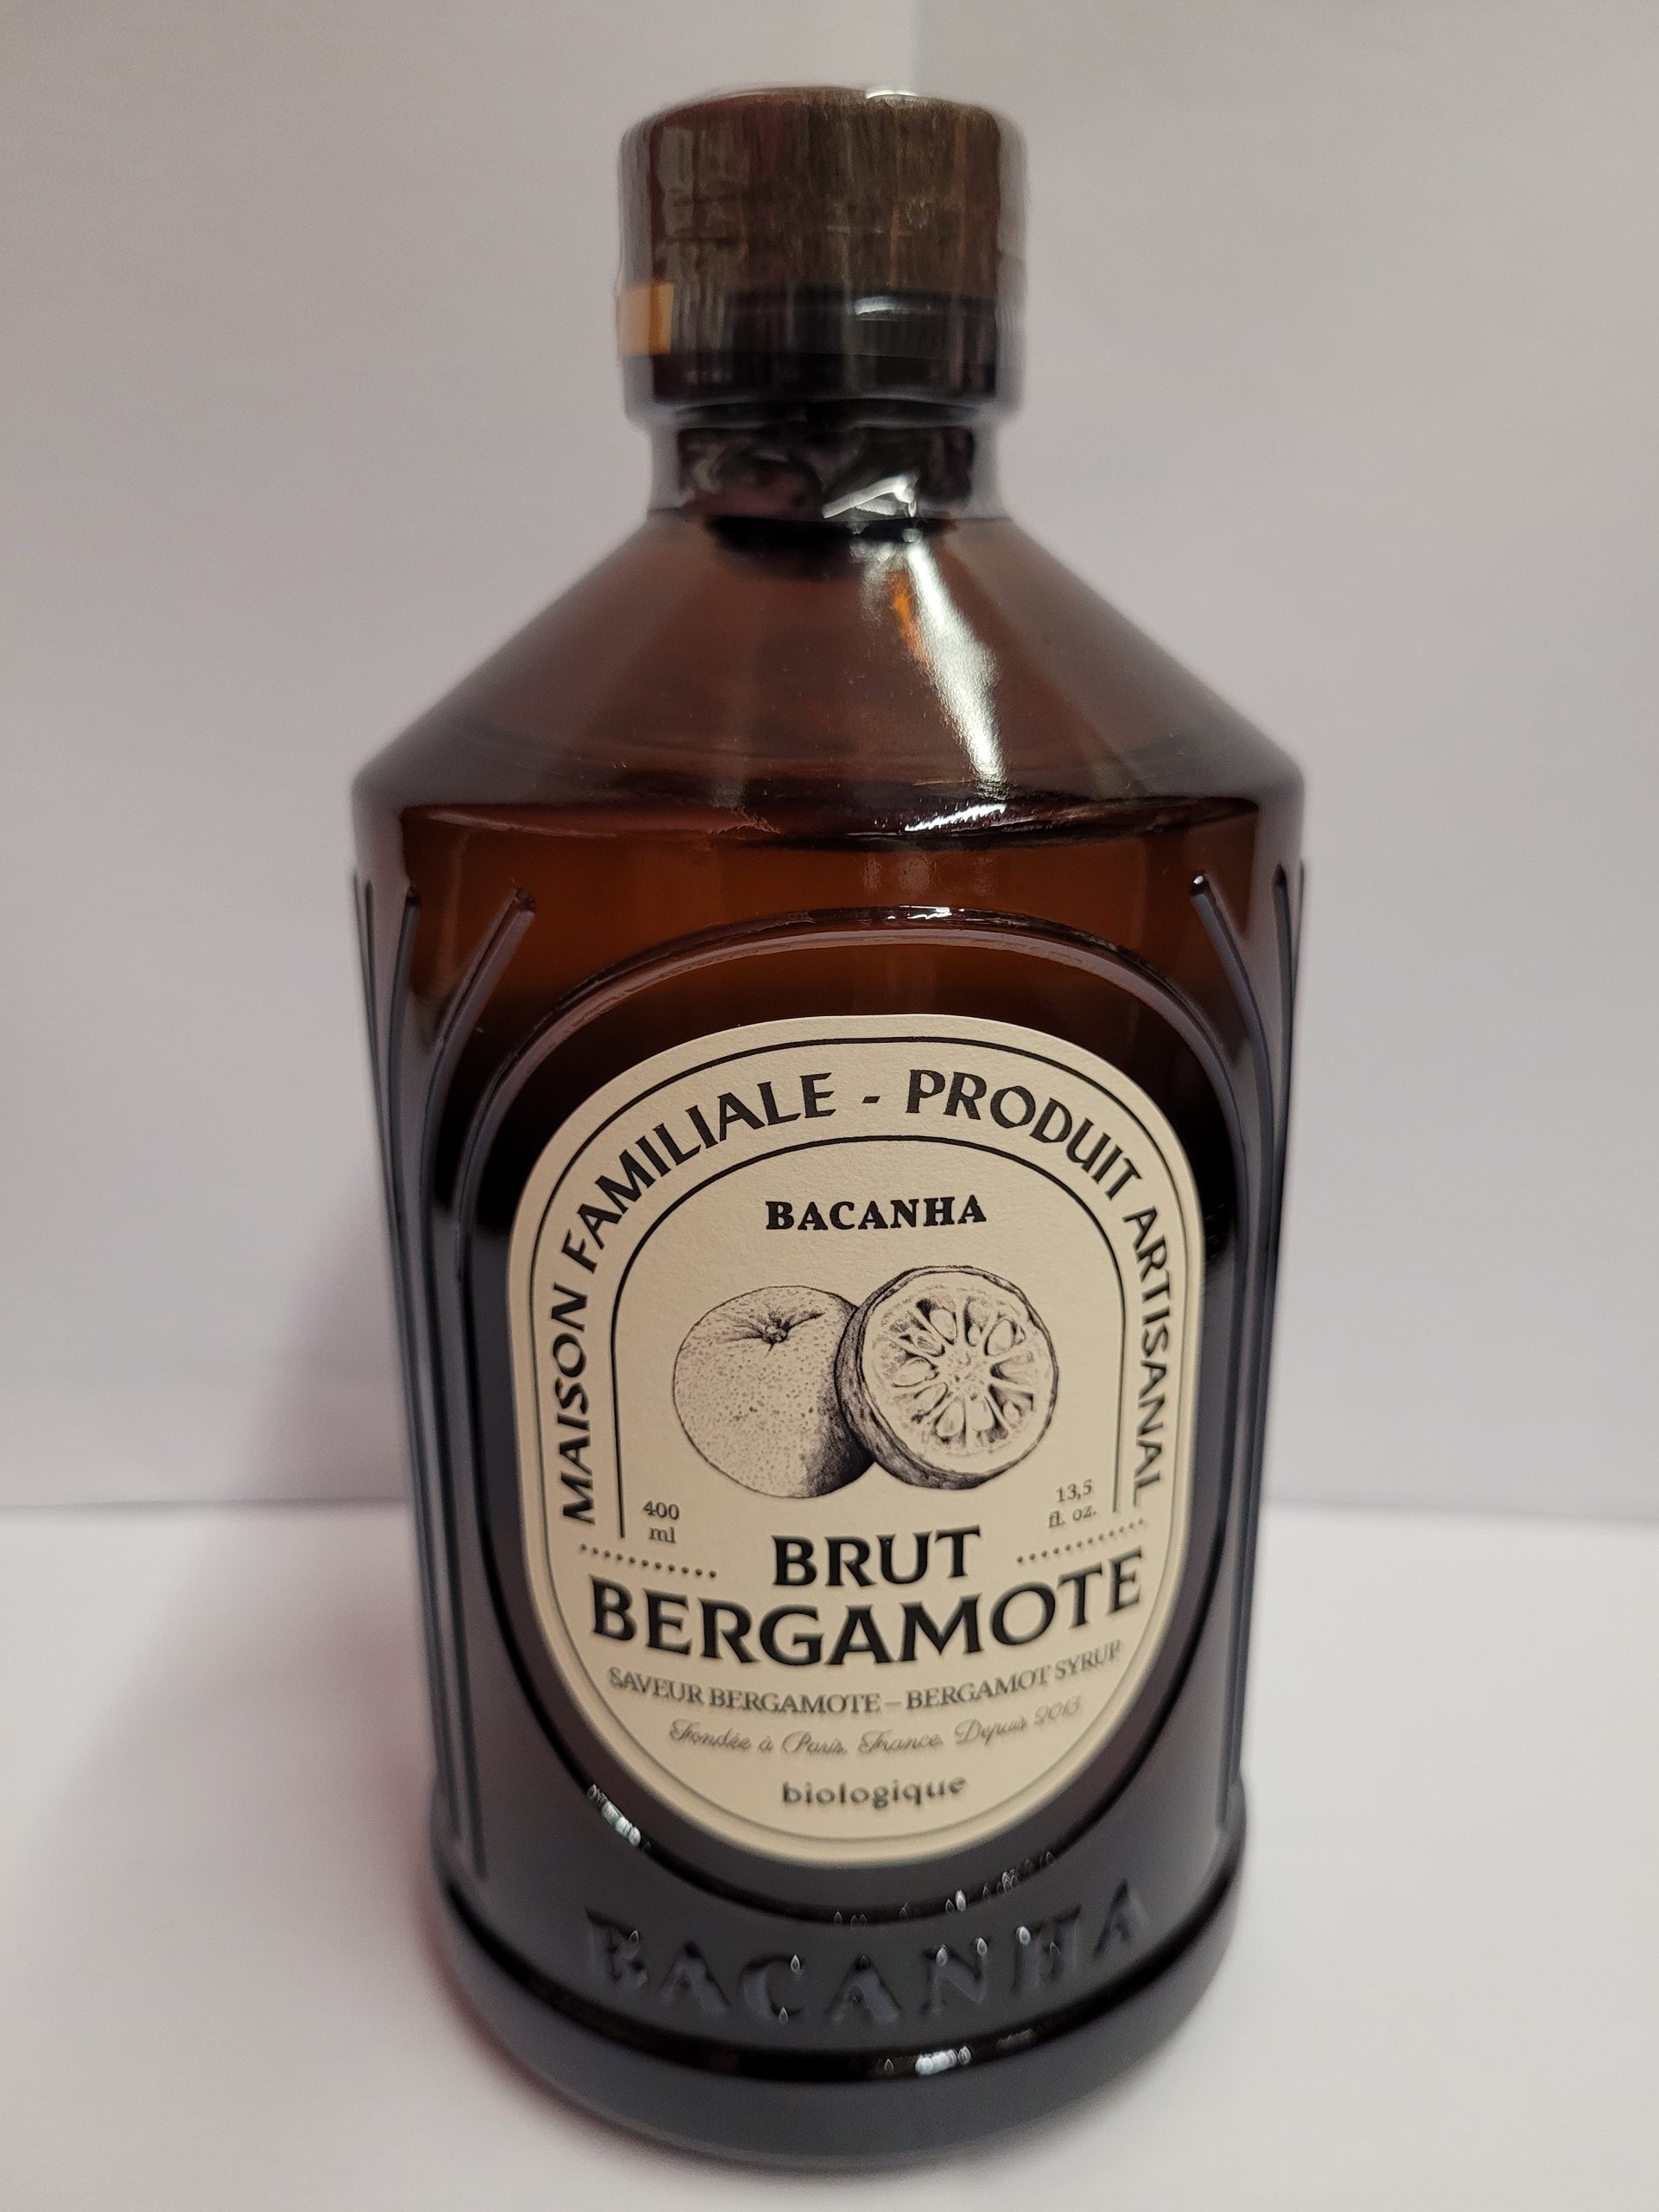 MAISON FAMILIALE - PRODUIT ARTISANAL
BACANHA
400
ml
13,5
fl. oz.
BRUT
BERGAMOTE
SAVEUR BERGAMOTE – BERGAMOT SYRUP
Fondée à Paris, France. Depuis 2013.
biologique
BACANHA